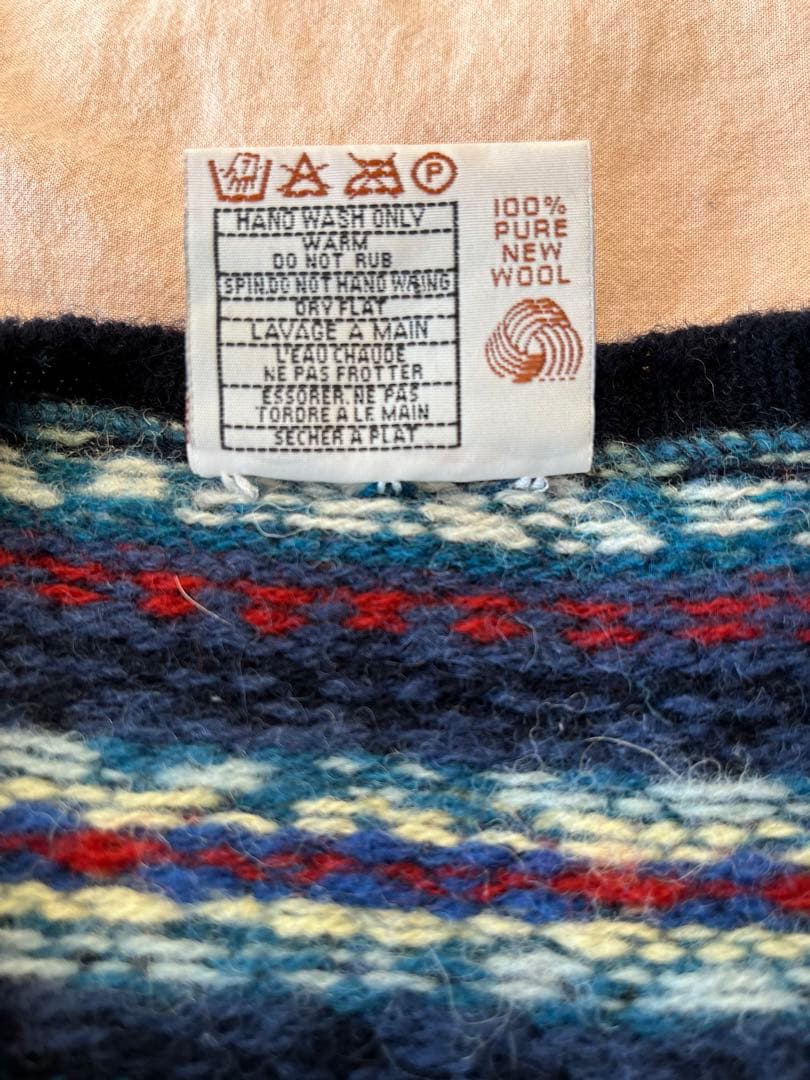 P
HAND WASH ONLY
WARM
DO NOT RUB
SPIN.DO NOT HAND WRING
DRY FLAT
LAVAGE A MAIN
L'EAU CHAUDE
NE PAS FROTTER
ESSORER.NE PAS
TORDRE A LE MAIN
SECHER A PLAT
100%
PURE
NEW
WOOL